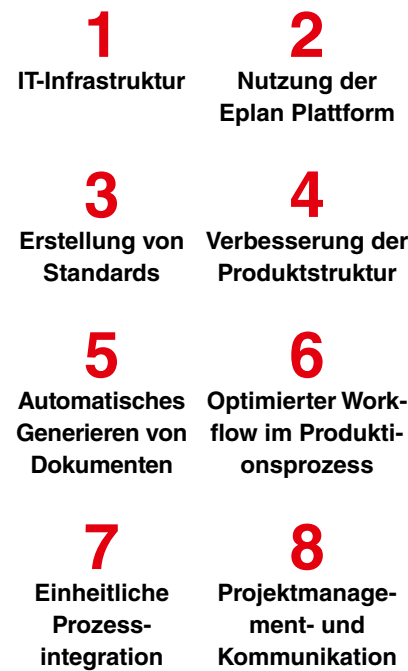 1
IT-Infrastruktur
2
Nutzung der
Eplan Plattform
3
Erstellung von
Standards
4
Verbesserung der
Produktstruktur
5
Automatisches
Generieren von
Dokumenten
6
Optimierter Work-
flow im Produkti-
onsprozess
7
Einheitliche
Prozess-
integration
8
Projektmanage-
ment- und
Kommunikation